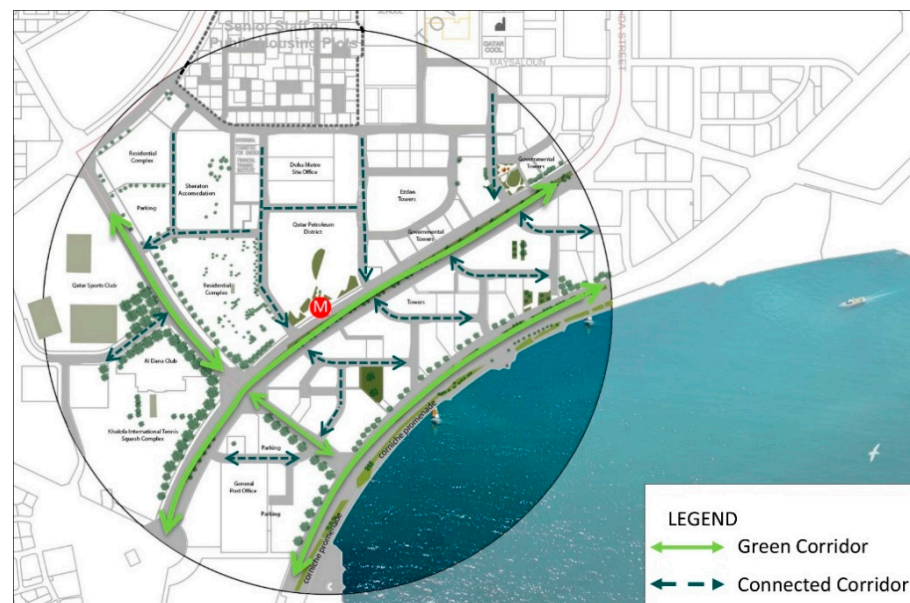 SCHOOL
Senior Staff and
Public Housing Plots
QATAR
COOL
MAYSALOUN
NDA STREET
Residential
Complex
Parking
Sheraton
Accomodation
Doha Metro
Site Office
Ezdan
Towers
Governmental
Towers
Qatar Petroleum
District
Governmental
Towers
Qatar Sports Club
Residential
Complex
M
Towers
Al Dana Club
Khalifa International Tennis
Squash Complex
Parking
General
Post Office
Parking
corniche promenade
corniche promenade
LEGEND
Green Corridor
Connected Corridor